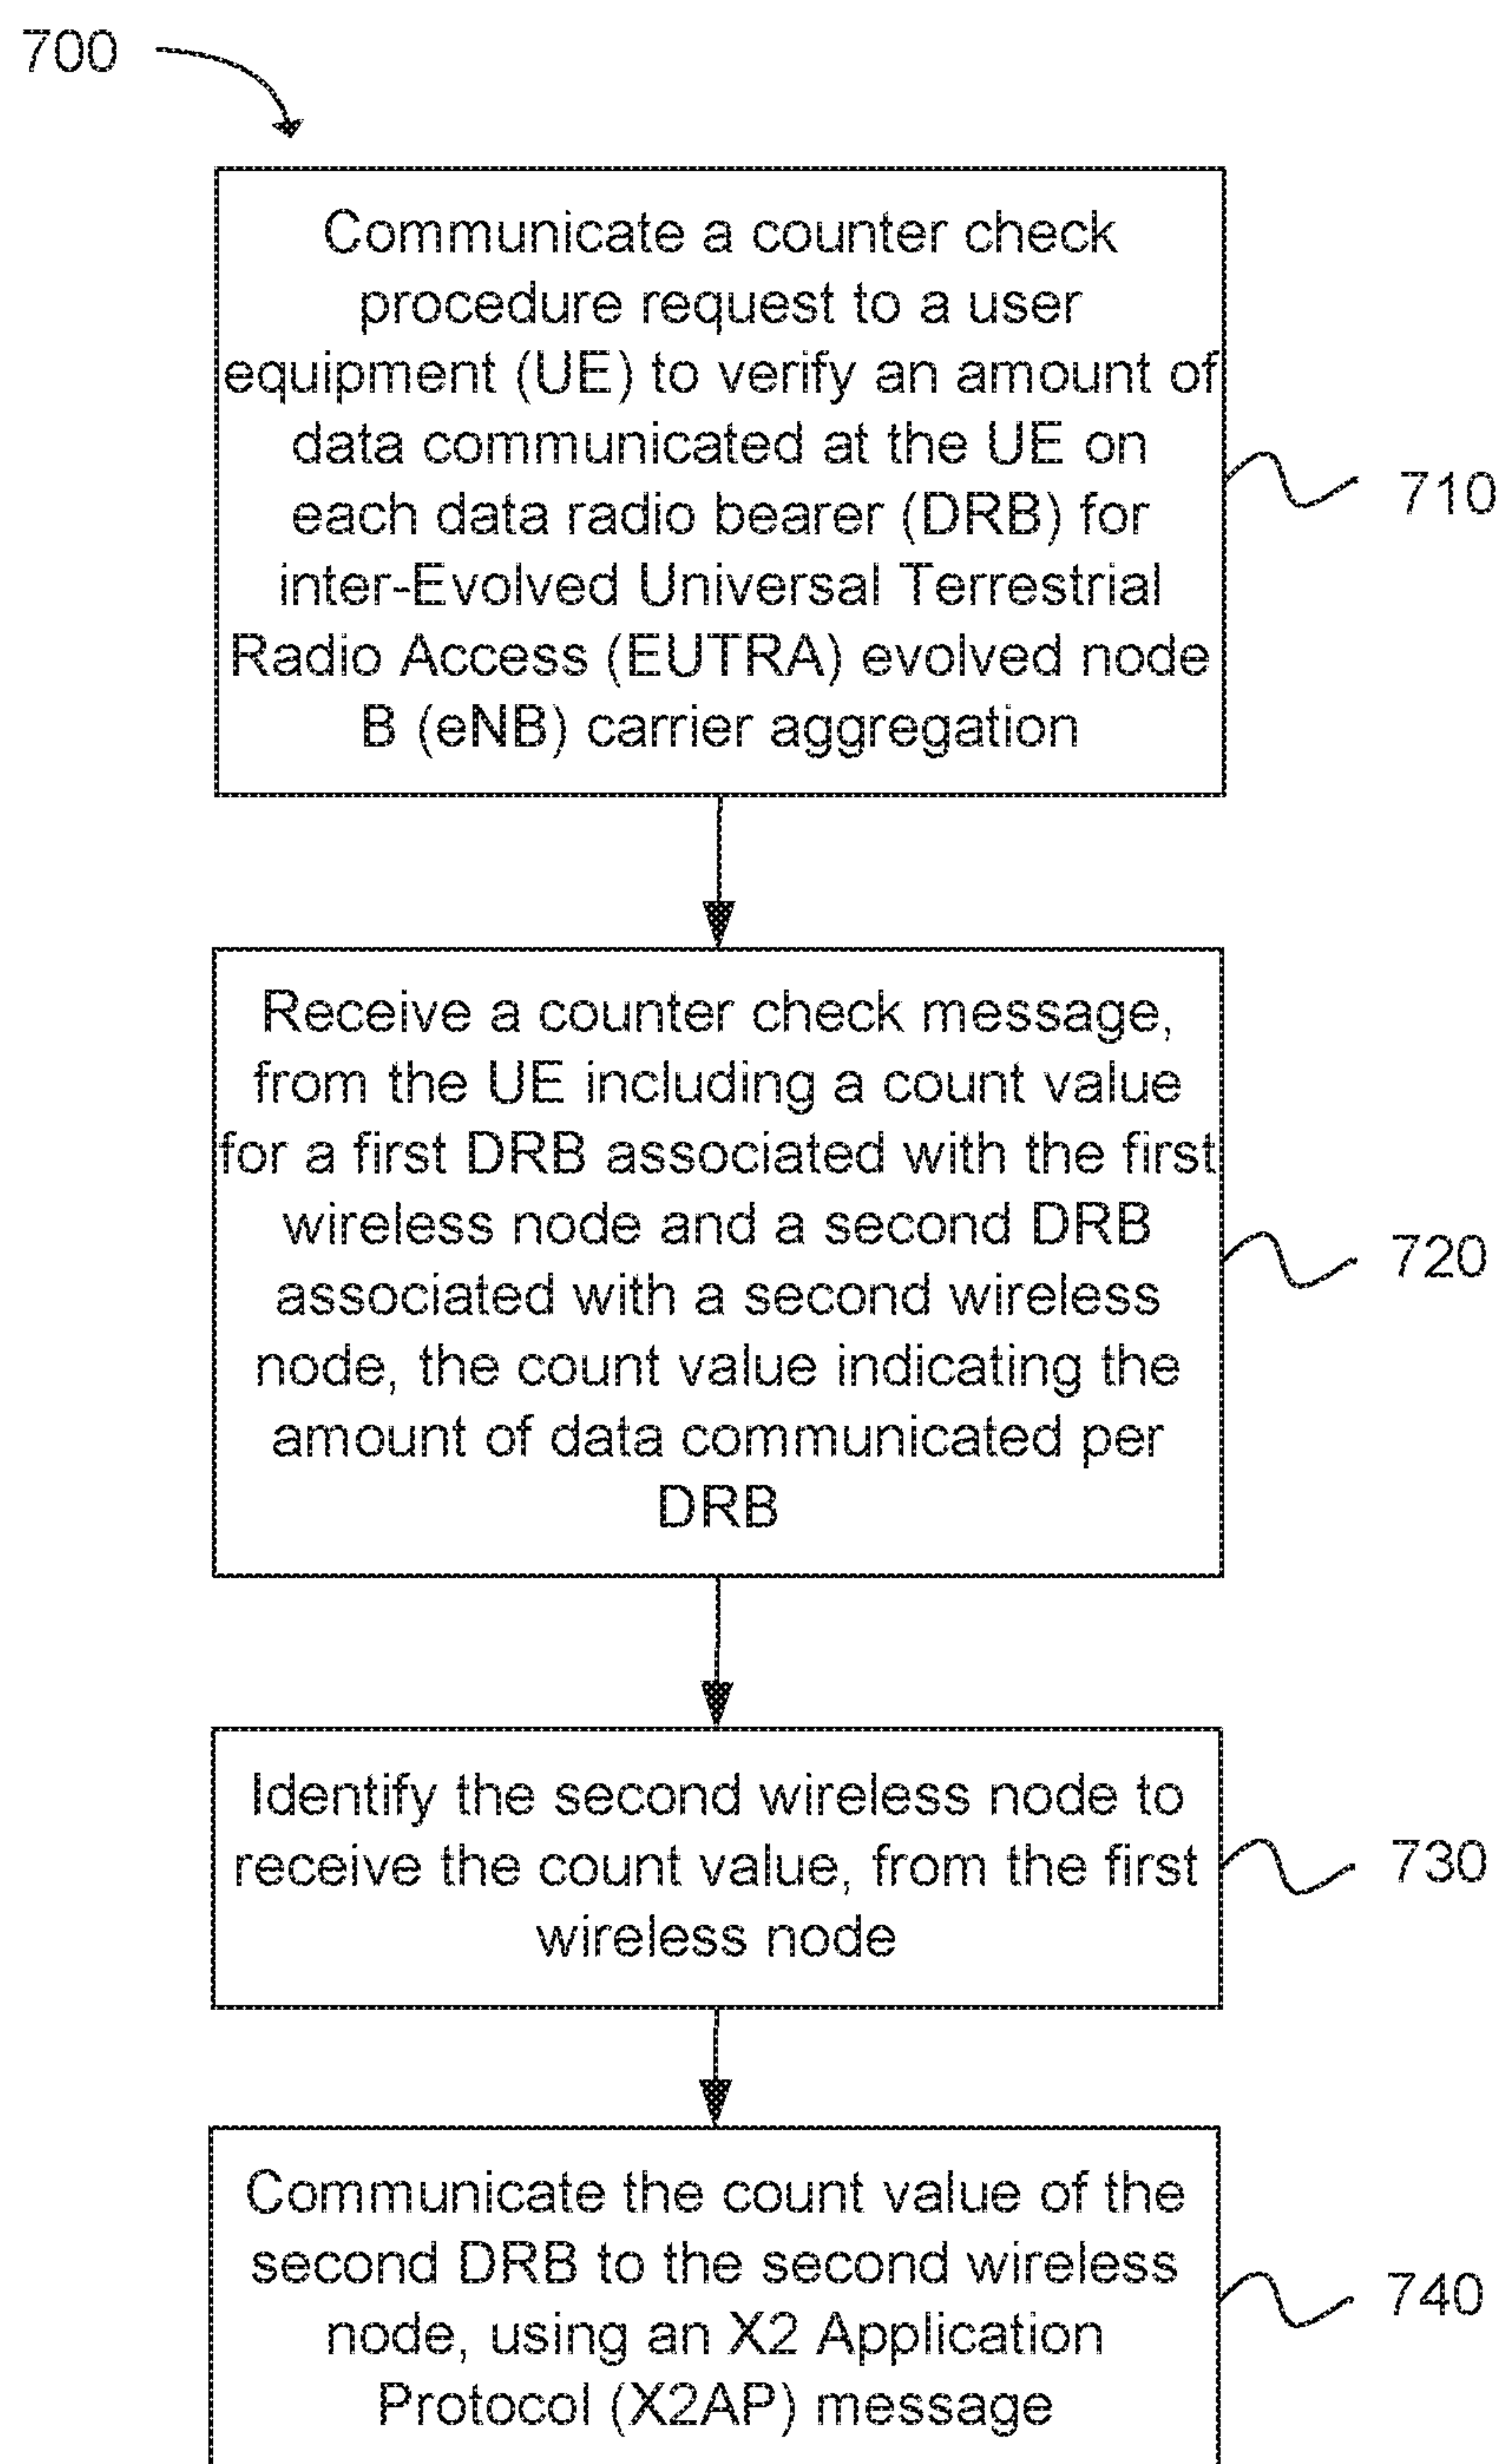 700
Communicate a counter check
procedure request to a user
equipment (UE) to verify an amount of
data communicated at the UE on
each data radio bearer (DRB) for
inter-Evolved Universal Terrestrial
Radio Access (EUTRA) evolved node
B (eNB) carrier aggregation
710
Receive a counter check message,
from the UE including a count value
for a first DRB associated with the first
wireless node and a second DRB
associated with a second wireless
node, the count value indicating the
amount of data communicated per
DRB
720
Identify the second wireless node to
receive the count value, from the first
wireless node
730
Communicate the count value of the
second DRB to the second wireless
node, using an X2 Application
Protocol (X2AP) message
740